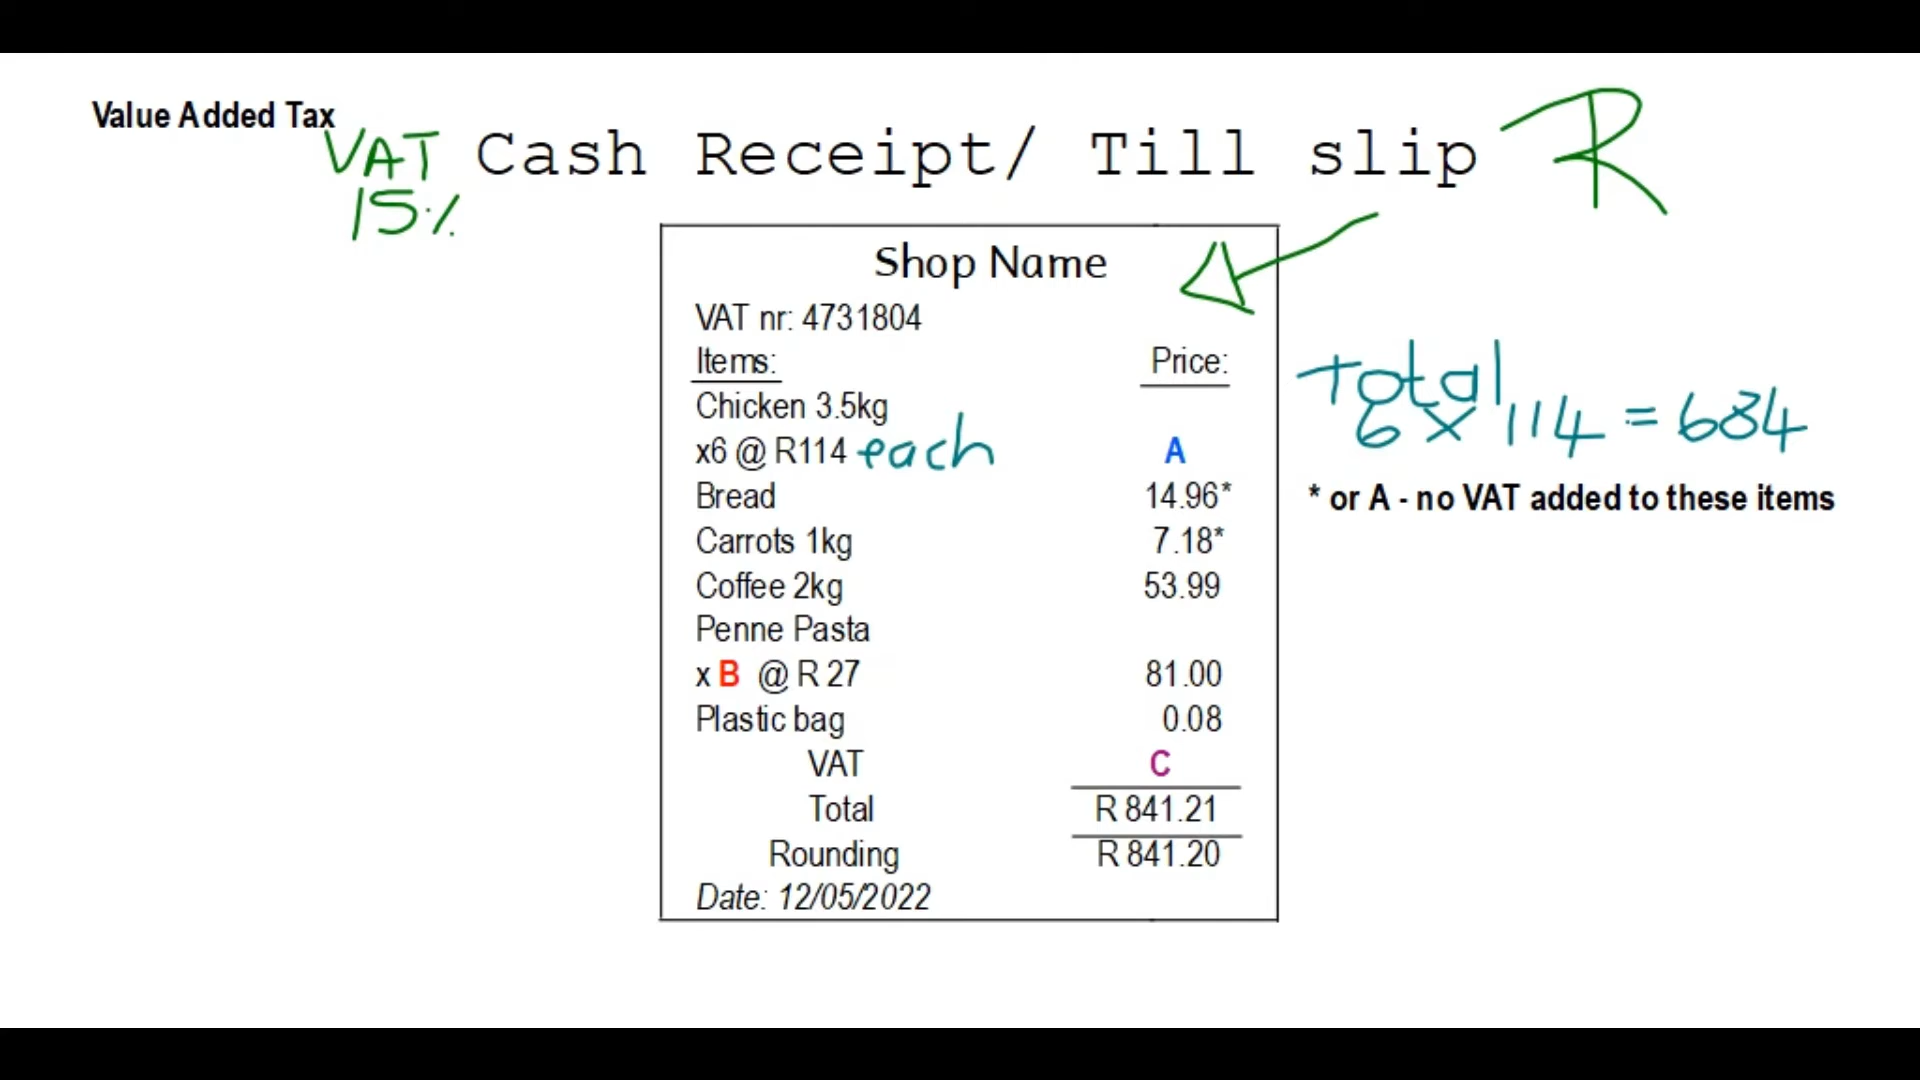 Value Added Tax
VAT
15%
Cash Receipt/ Till slip
R
Shop Name
VAT nr: 4731804
Items: Price:
Chicken 3.5kg
x6 @ R114 each A
Total
6 x 114 = 684
Bread 14.96*
* or A - no VAT added to these items
Carrots 1kg 7.18*
Coffee 2kg 53.99
Penne Pasta
x B @ R 27 81.00
Plastic bag 0.08
VAT C
Total R 841.21
Rounding R 841.20
Date: 12/05/2022